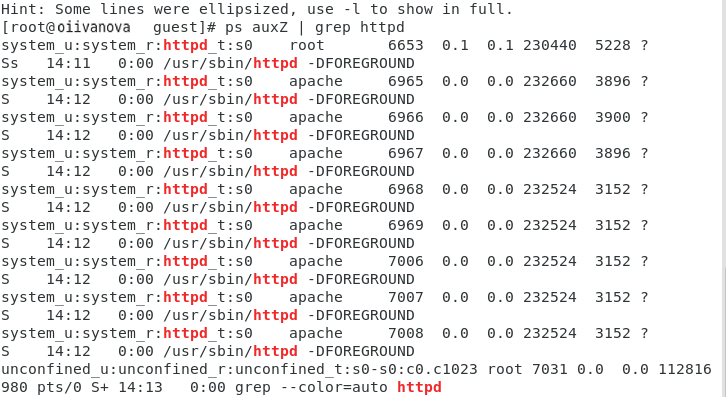 Hint: Some lines were ellipsized, use -l to show in full.
[root@oiivanova guest]# ps auxZ | grep httpd
system_u:system_r:httpd_t:s0 root 6653 0.1 0.1 230440 5228 ?
Ss 14:11 0:00 /usr/sbin/httpd -DFOREGROUND
system_u:system_r:httpd_t:s0 apache 6965 0.0 0.0 232660 3896 ?
S 14:12 0:00 /usr/sbin/httpd -DFOREGROUND
system_u:system_r:httpd_t:s0 apache 6966 0.0 0.0 232660 3900 ?
S 14:12 0:00 /usr/sbin/httpd -DFOREGROUND
system_u:system_r:httpd_t:s0 apache 6967 0.0 0.0 232660 3896 ?
S 14:12 0:00 /usr/sbin/httpd -DFOREGROUND
system_u:system_r:httpd_t:s0 apache 6968 0.0 0.0 232524 3152 ?
S 14:12 0:00 /usr/sbin/httpd -DFOREGROUND
system_u:system_r:httpd_t:s0 apache 6969 0.0 0.0 232524 3152 ?
S 14:12 0:00 /usr/sbin/httpd -DFOREGROUND
system_u:system_r:httpd_t:s0 apache 7006 0.0 0.0 232524 3152 ?
S 14:12 0:00 /usr/sbin/httpd -DFOREGROUND
system_u:system_r:httpd_t:s0 apache 7007 0.0 0.0 232524 3152 ?
S 14:12 0:00 /usr/sbin/httpd -DFOREGROUND
system_u:system_r:httpd_t:s0 apache 7008 0.0 0.0 232524 3152 ?
S 14:12 0:00 /usr/sbin/httpd -DFOREGROUND
unconfined_u:unconfined_r:unconfined_t:s0-s0:c0.c1023 root 7031 0.0 0.0 112816
980 pts/0 S+ 14:13 0:00 grep --color=auto httpd